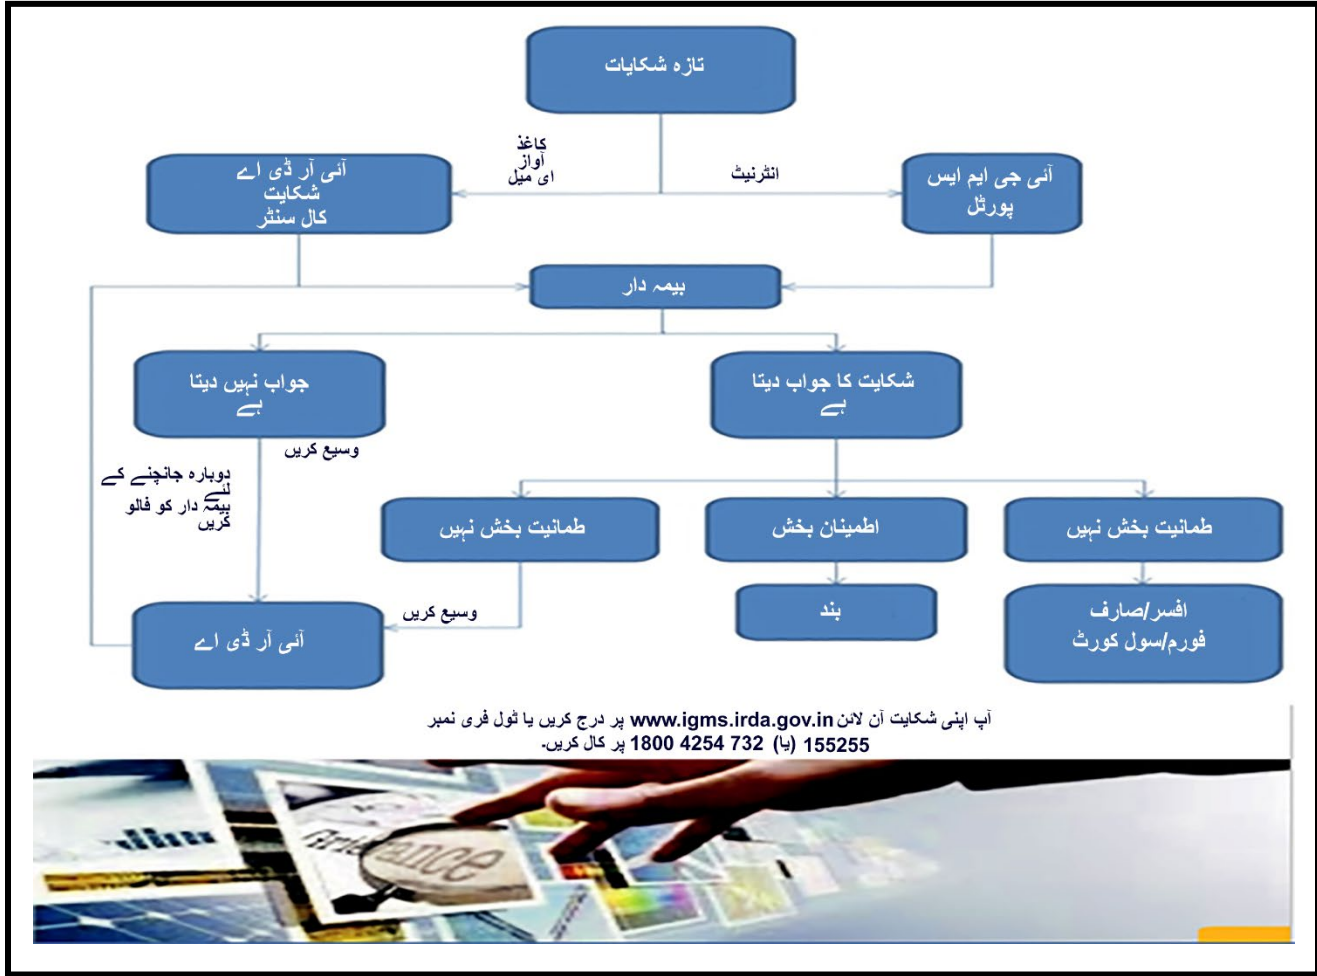 تازہ شکایات
کاغذ
آواز
ای میل
انٹرنیٹ
آئی آر ڈی اے
شکایت
کال سنٹر
آئی جی ایم ایس
پورٹل
بیمہ دار
جواب نہیں دیتا
ہے
شکایت کا جواب دیتا
ہے
وسیع کریں
دوبارہ جانچنے کے
لئے
بیمہ دار کو فالو
کریں
طمانیت بخش نہیں
اطمینان بخش
طمانیت بخش نہیں
وسیع کریں
آئی آر ڈی اے
بند
افسر/صارف
فورم/سول کورٹ
آپ اپنی شکایت آن لائن www.igms.irda.gov.in پر درج کریں یا ٹول فری نمبر
155255 (یا) 1800 4254 732 پر کال کریں۔
Grievance